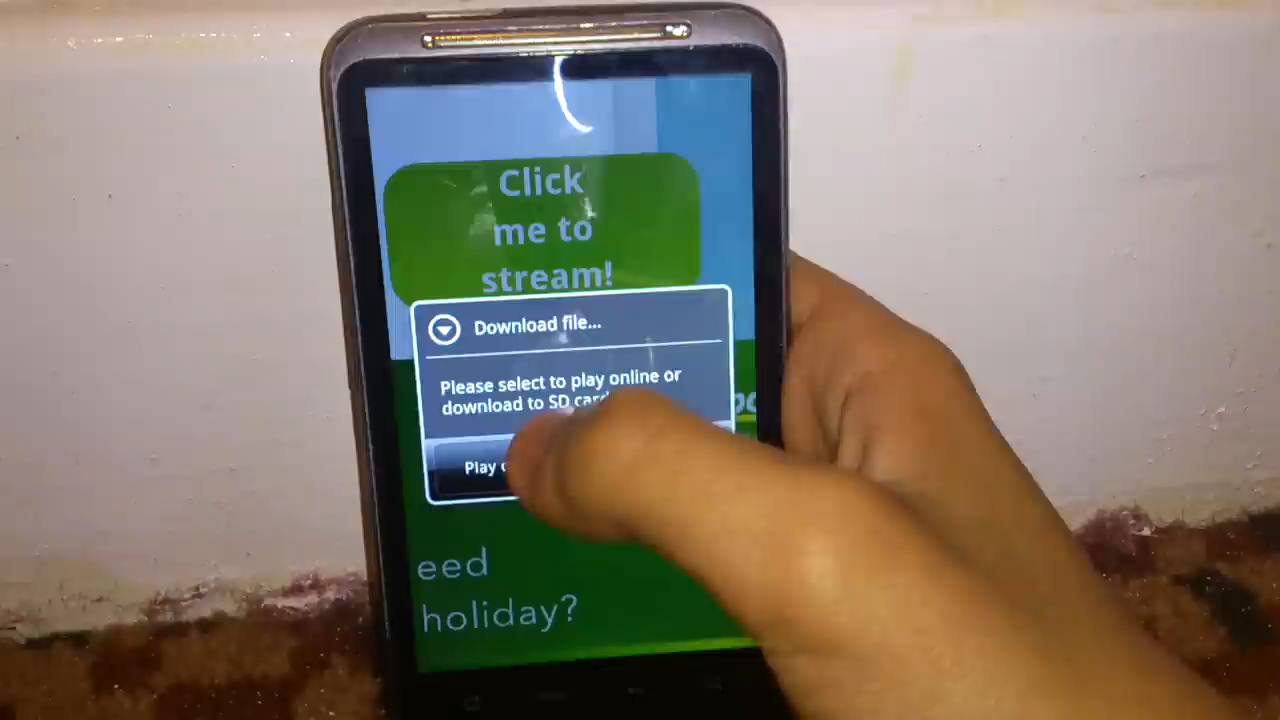 Click
me to
stream!
Download file...
Please select to play online or
download to SD card
Play
eed
holiday?